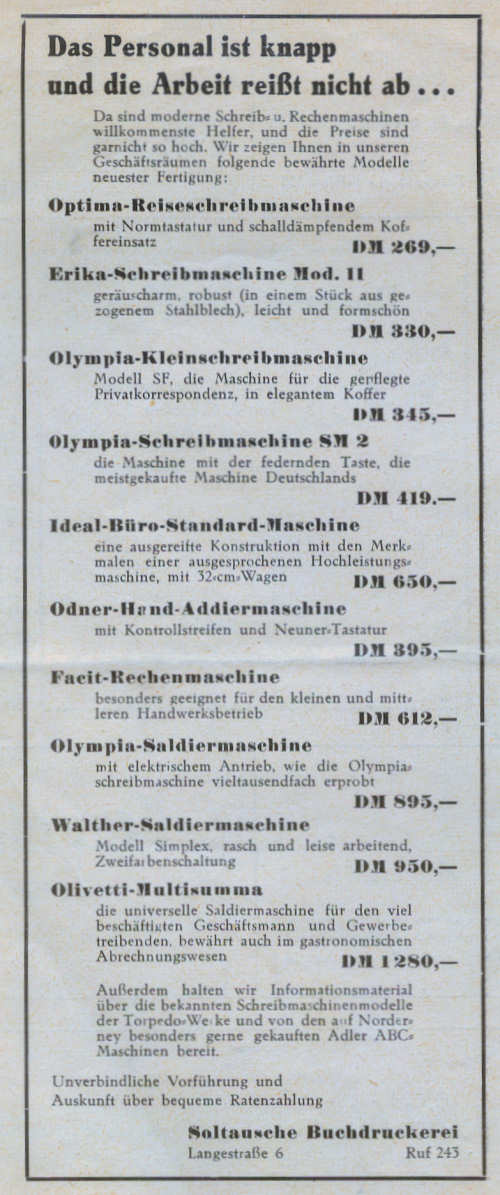 Das Personal ist knapp
und die Arbeit reißt nicht ab...
Da sind moderne Schreib- u. Rechenmaschinen
willkommenste Helfer, und die Preise sind
garnicht so hoch. Wir zeigen Ihnen in unseren
Geschäftsräumen folgende bewährte Modelle
neuester Fertigung:
Optima-Reiseschreibmaschine
mit Normtastatur und schalldämpfendem Kof-
fereinsatz DM 269,—
Erika-Schreibmaschine Mod. 11
geräuscharm, robust (in einem Stück aus ge-
zogenem Stahlblech), leicht und formschön
DM 330,—
Olympia-Kleinschreibmaschine
Modell SF, die Maschine für die gepflegte
Privatkorrespondenz, in elegantem Koffer
DM 345,—
Olympia-Schreibmaschine SM 2
die Maschine mit der federnden Taste, die
meistgekaufte Maschine Deutschlands
DM 419.—
Ideal-Büro-Standard-Maschine
eine ausgereifte Konstruktion mit den Merk-
malen einer ausgesprochenen Hochleistungs-
maschine, mit 32-cm-Wagen DM 650,—
Odner-Hand-Addiermaschine
mit Kontrollstreifen und Neuner-Tastatur
DM 395,—
Facit-Rechenmaschine
besonders geeignet für den kleinen und mitt-
leren Handwerksbetrieb DM 612,—
Olympia-Saldiermaschine
mit elektrischem Antrieb, wie die Olympia-
schreibmaschine vieltausendfach erprobt
DM 895,—
Walther-Saldiermaschine
Modell Simplex, rasch und leise arbeitend,
Zweifarbenschaltung DM 950,—
Olivetti-Multisumma
die universelle Saldiermaschine für den viel
beschäftigten Geschäftsmann und Gewerbe-
treibenden, bewährt auch im gastronomischen
Abrechnungswesen DM 1280,—
Außerdem halten wir Informationsmaterial
über die bekannten Schreibmaschinenmodelle
der Torpedo-Werke und von den auf Norder-
ney besonders gerne gekauften Adler ABC-
Maschinen bereit.
Unverbindliche Vorführung und
Auskunft über bequeme Ratenzahlung
Soltausche Buchdruckerei
Langestraße 6 Ruf 243